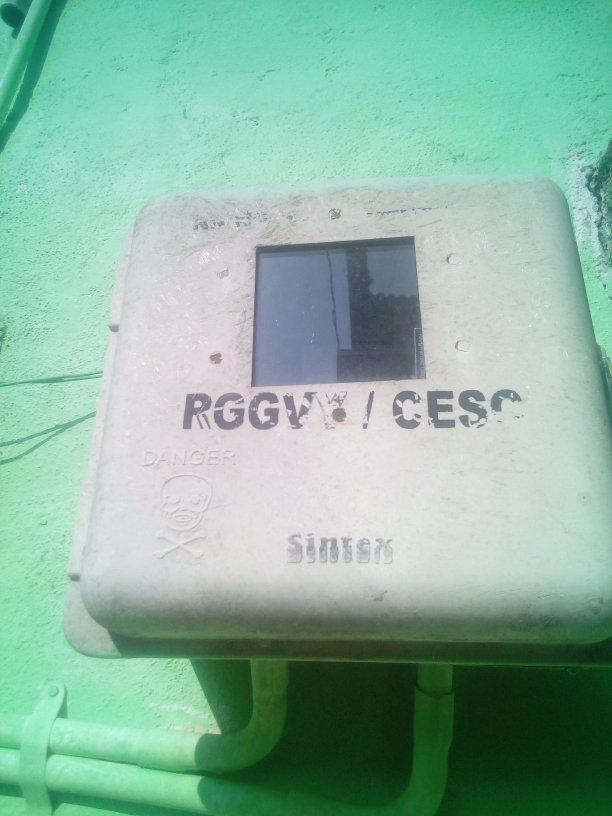 RGGVY / CESC
DANGER
Sintex